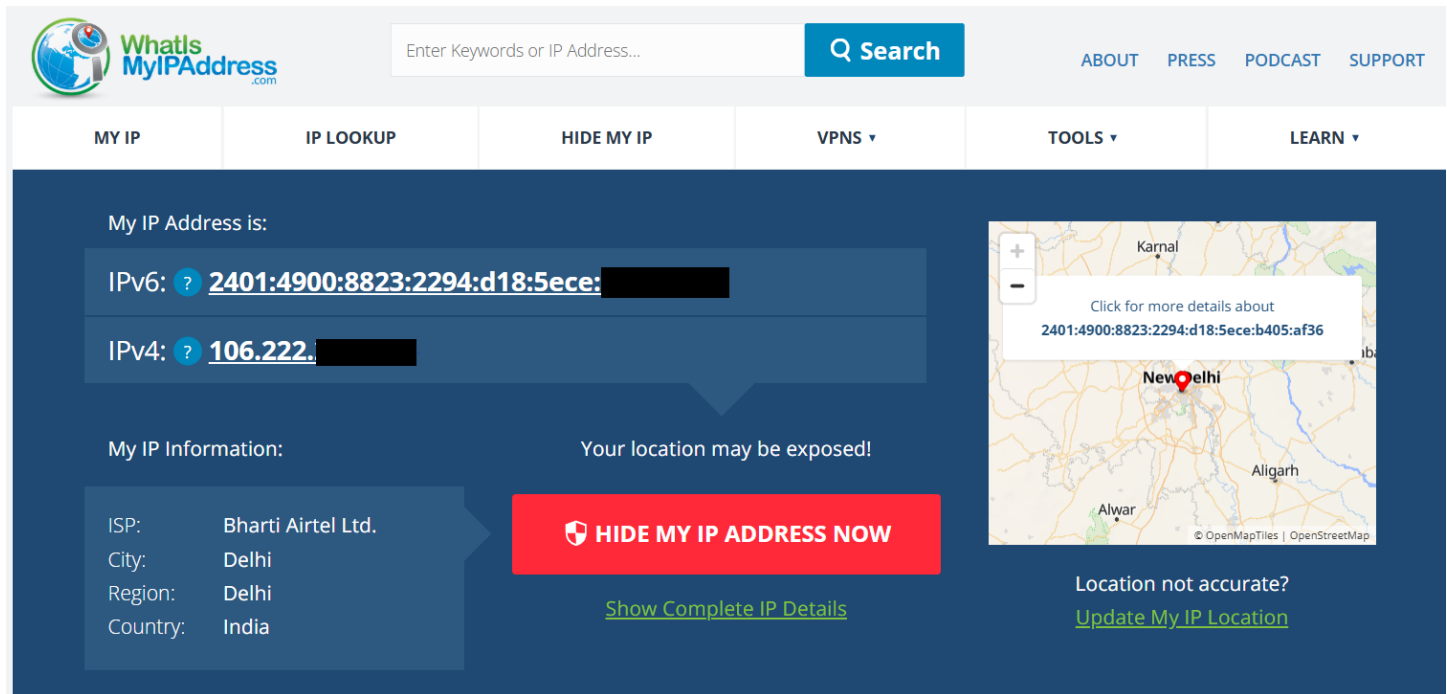 WhatIs
MyIPAddress
.com
Enter Keywords or IP Address...
Search
ABOUT PRESS PODCAST SUPPORT
MY IP IP LOOKUP HIDE MY IP VPNS ▾ TOOLS ▾ LEARN ▾
My IP Address is:
IPv6: ? 2401:4900:8823:2294:d18:5ece:
IPv4: ? 106.222.
My IP Information:
ISP: Bharti Airtel Ltd.
City: Delhi
Region: Delhi
Country: India
Your location may be exposed!
HIDE MY IP ADDRESS NOW
Show Complete IP Details
+
−
Karnal
Click for more details about
2401:4900:8823:2294:d18:5ece:b405:af36
New Delhi
Aligarh
Alwar
© OpenMapTiles | OpenStreetMap
Location not accurate?
Update My IP Location